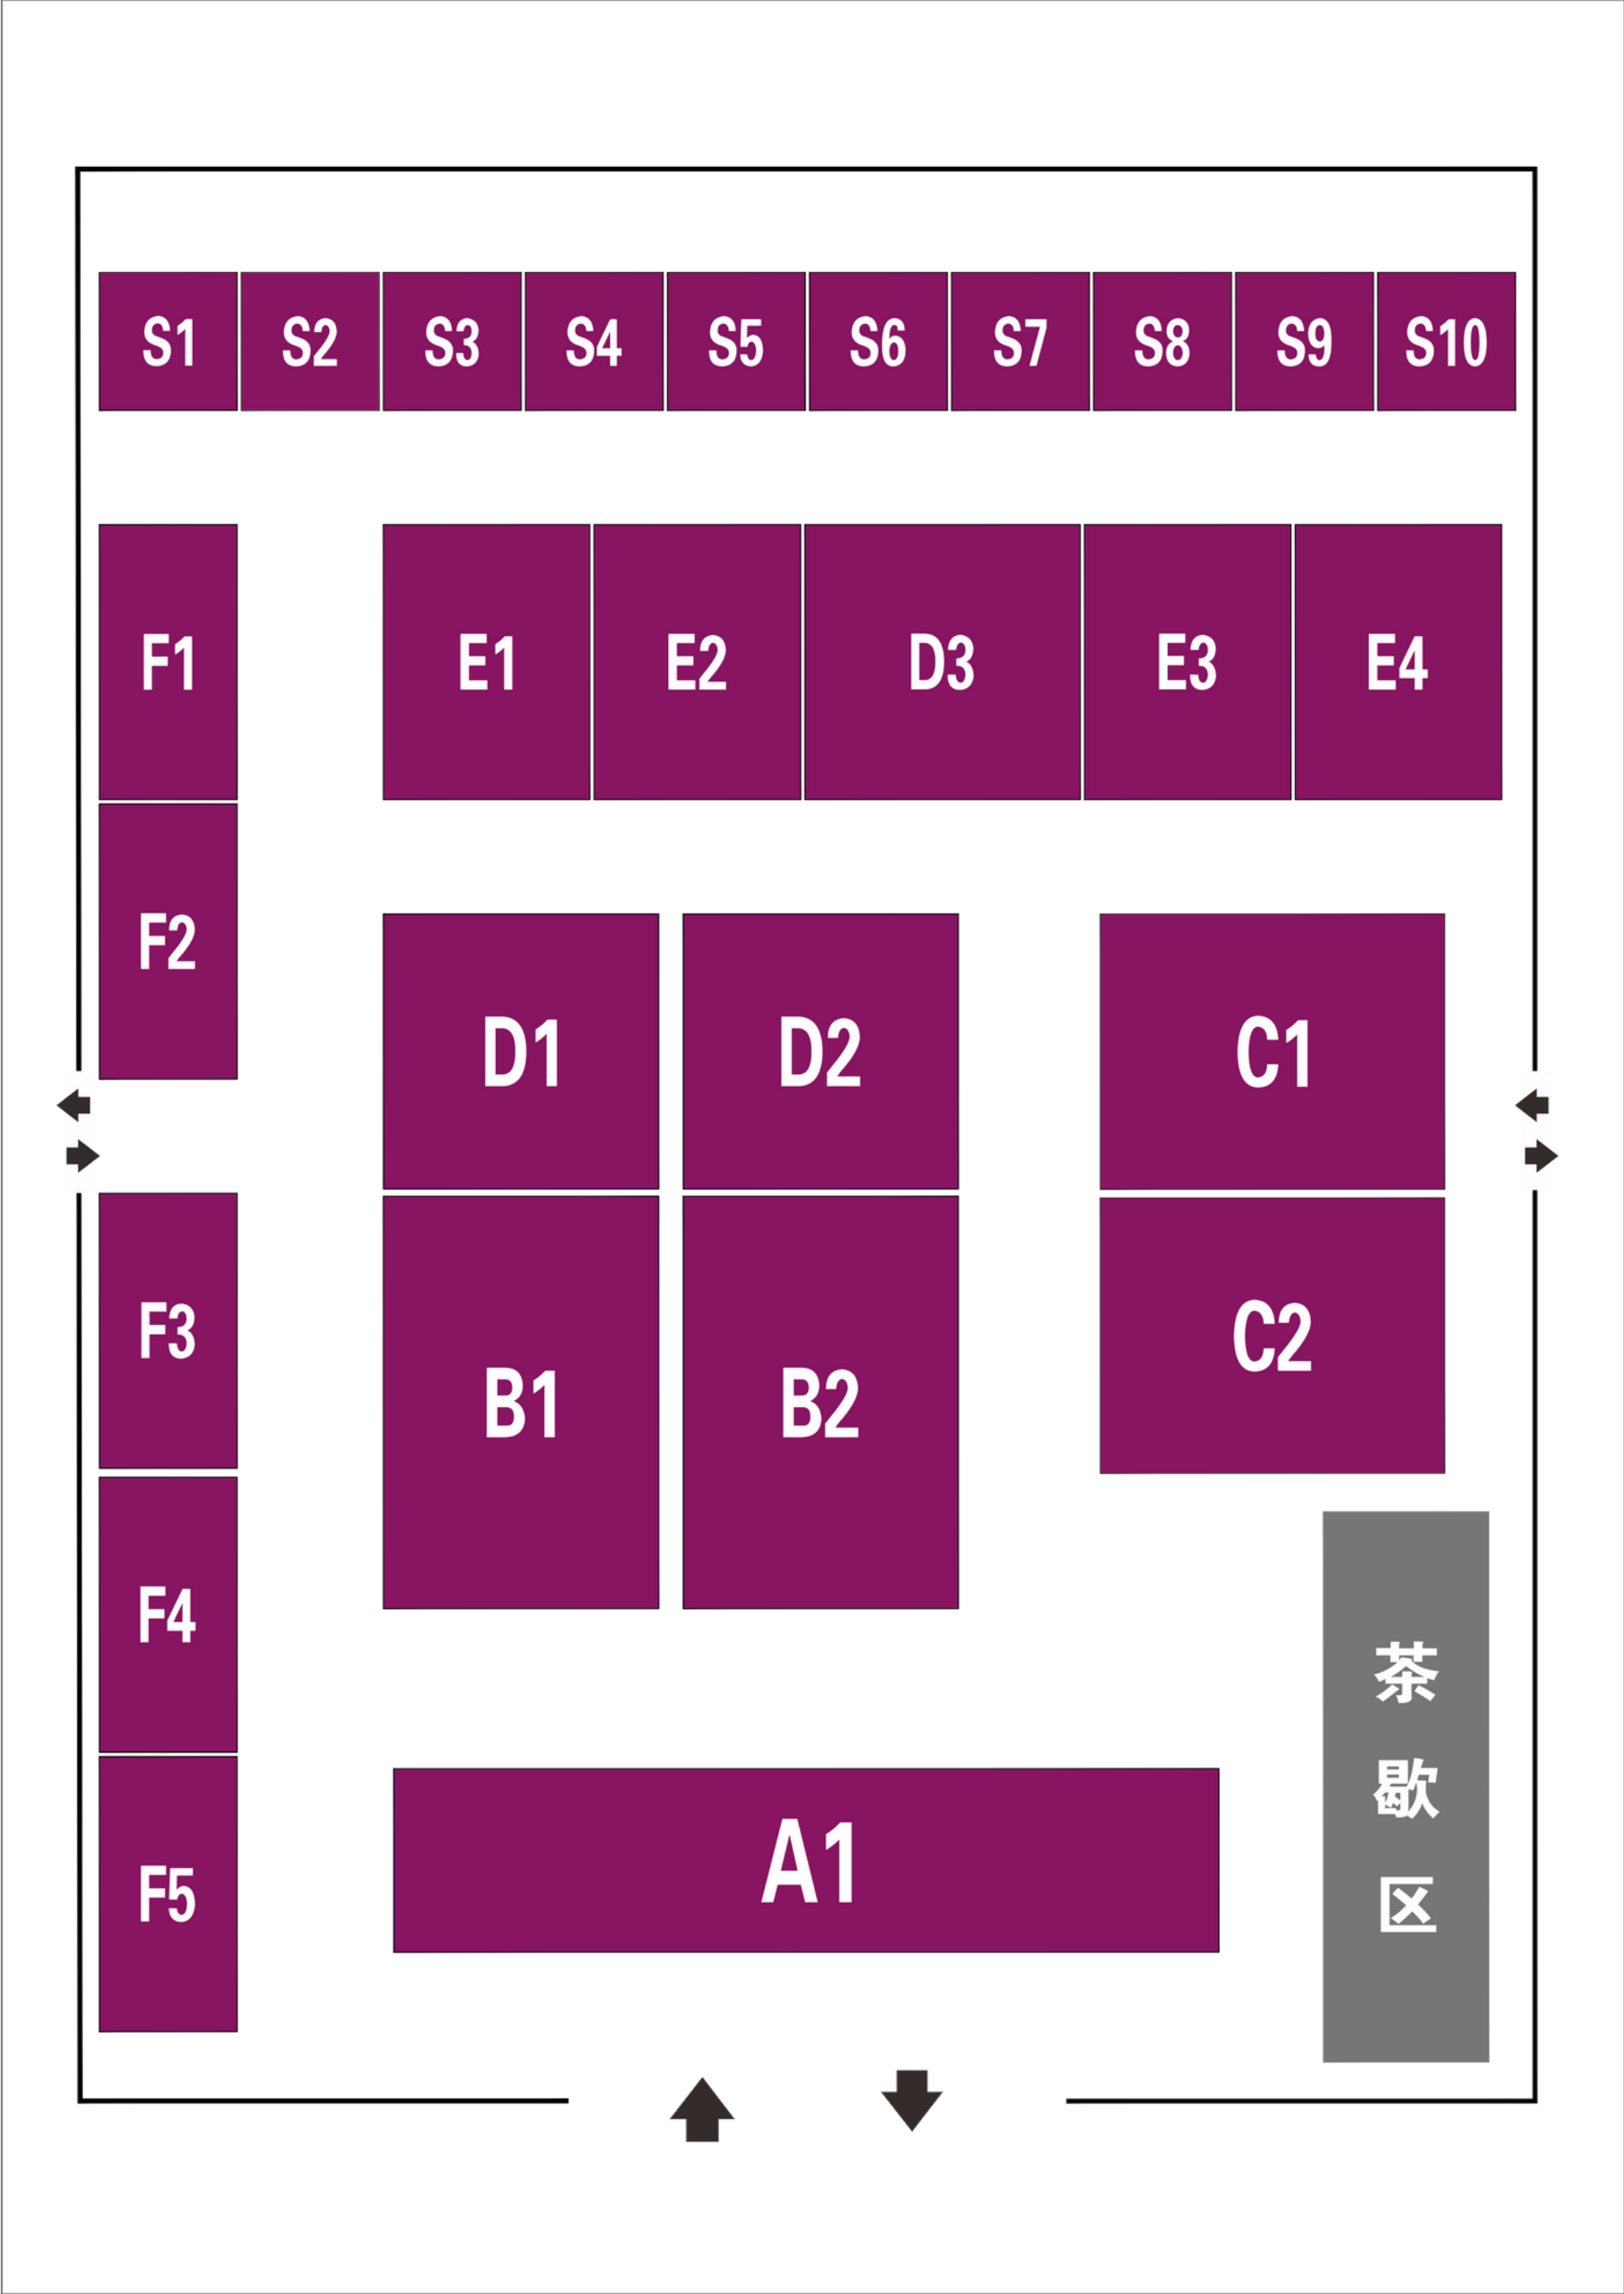 S1 S2 S3 S4 S5 S6 S7 S8 S9 S10
F1 E1 E2 D3 E3 E4
F2
D1 D2 C1
F3
B1 B2 C2
F4
A1
F5
茶
歇
区